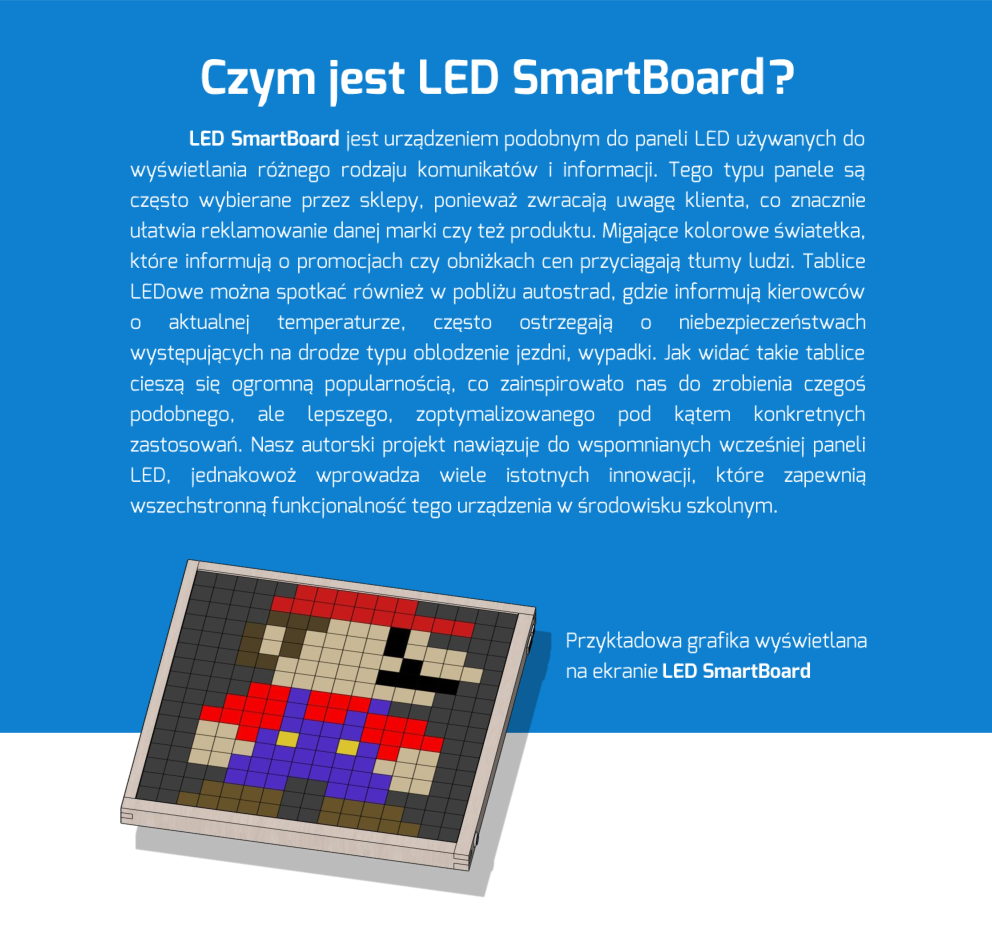 Czym jest LED SmartBoard?
LED SmartBoard jest urządzeniem podobnym do paneli LED używanych do
wyświetlania różnego rodzaju komunikatów i informacji. Tego typu panele są
często wybierane przez sklepy, ponieważ zwracają uwagę klienta, co znacznie
ułatwia reklamowanie danej marki czy też produktu. Migające kolorowe światełka,
które informują o promocjach czy obniżkach cen przyciągają tłumy ludzi. Tablice
LEDowe można spotkać również w pobliżu autostrad, gdzie informują kierowców
o aktualnej temperaturze, często ostrzegają o niebezpieczeństwach
występujących na drodze typu oblodzenie jezdni, wypadki. Jak widać takie tablice
cieszą się ogromną popularnością, co zainspirowało nas do zrobienia czegoś
podobnego, ale lepszego, zoptymalizowanego pod kątem konkretnych
zastosowań. Nasz autorski projekt nawiązuje do wspomnianych wcześniej paneli
LED, jednakowoż wprowadza wiele istotnych innowacji, które zapewnią
wszechstronną funkcjonalność tego urządzenia w środowisku szkolnym.
Przykładowa grafika wyświetlana
na ekranie LED SmartBoard